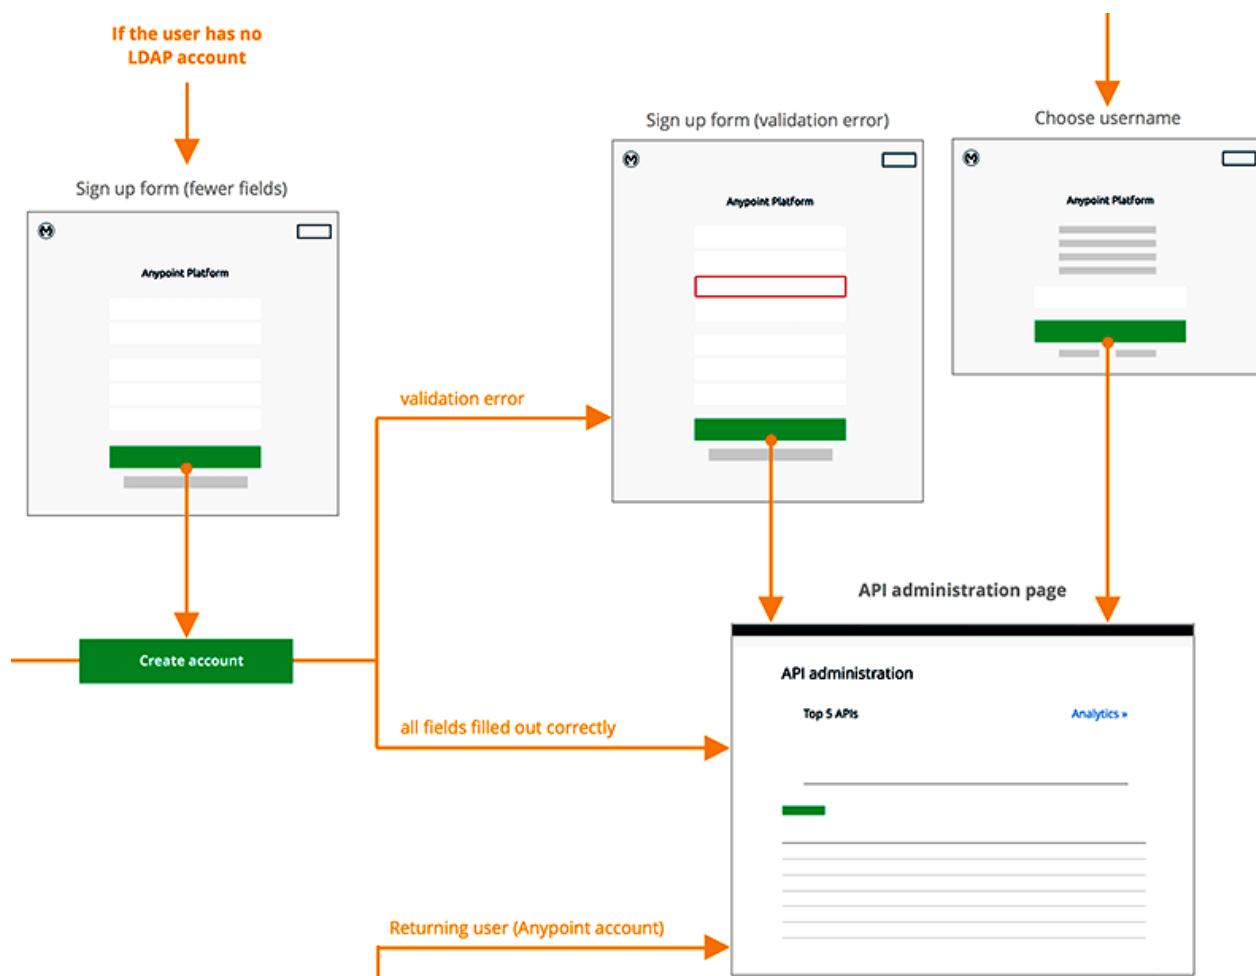 If the user has no
LDAP account
Sign up form (fewer fields)
Anypoint Platform
Create account
validation error
all fields filled out correctly
Sign up form (validation error)
Anypoint Platform
Choose username
Anypoint Platform
API administration page
API administration
Top 5 APIs
Analytics »
Returning user (Anypoint account)